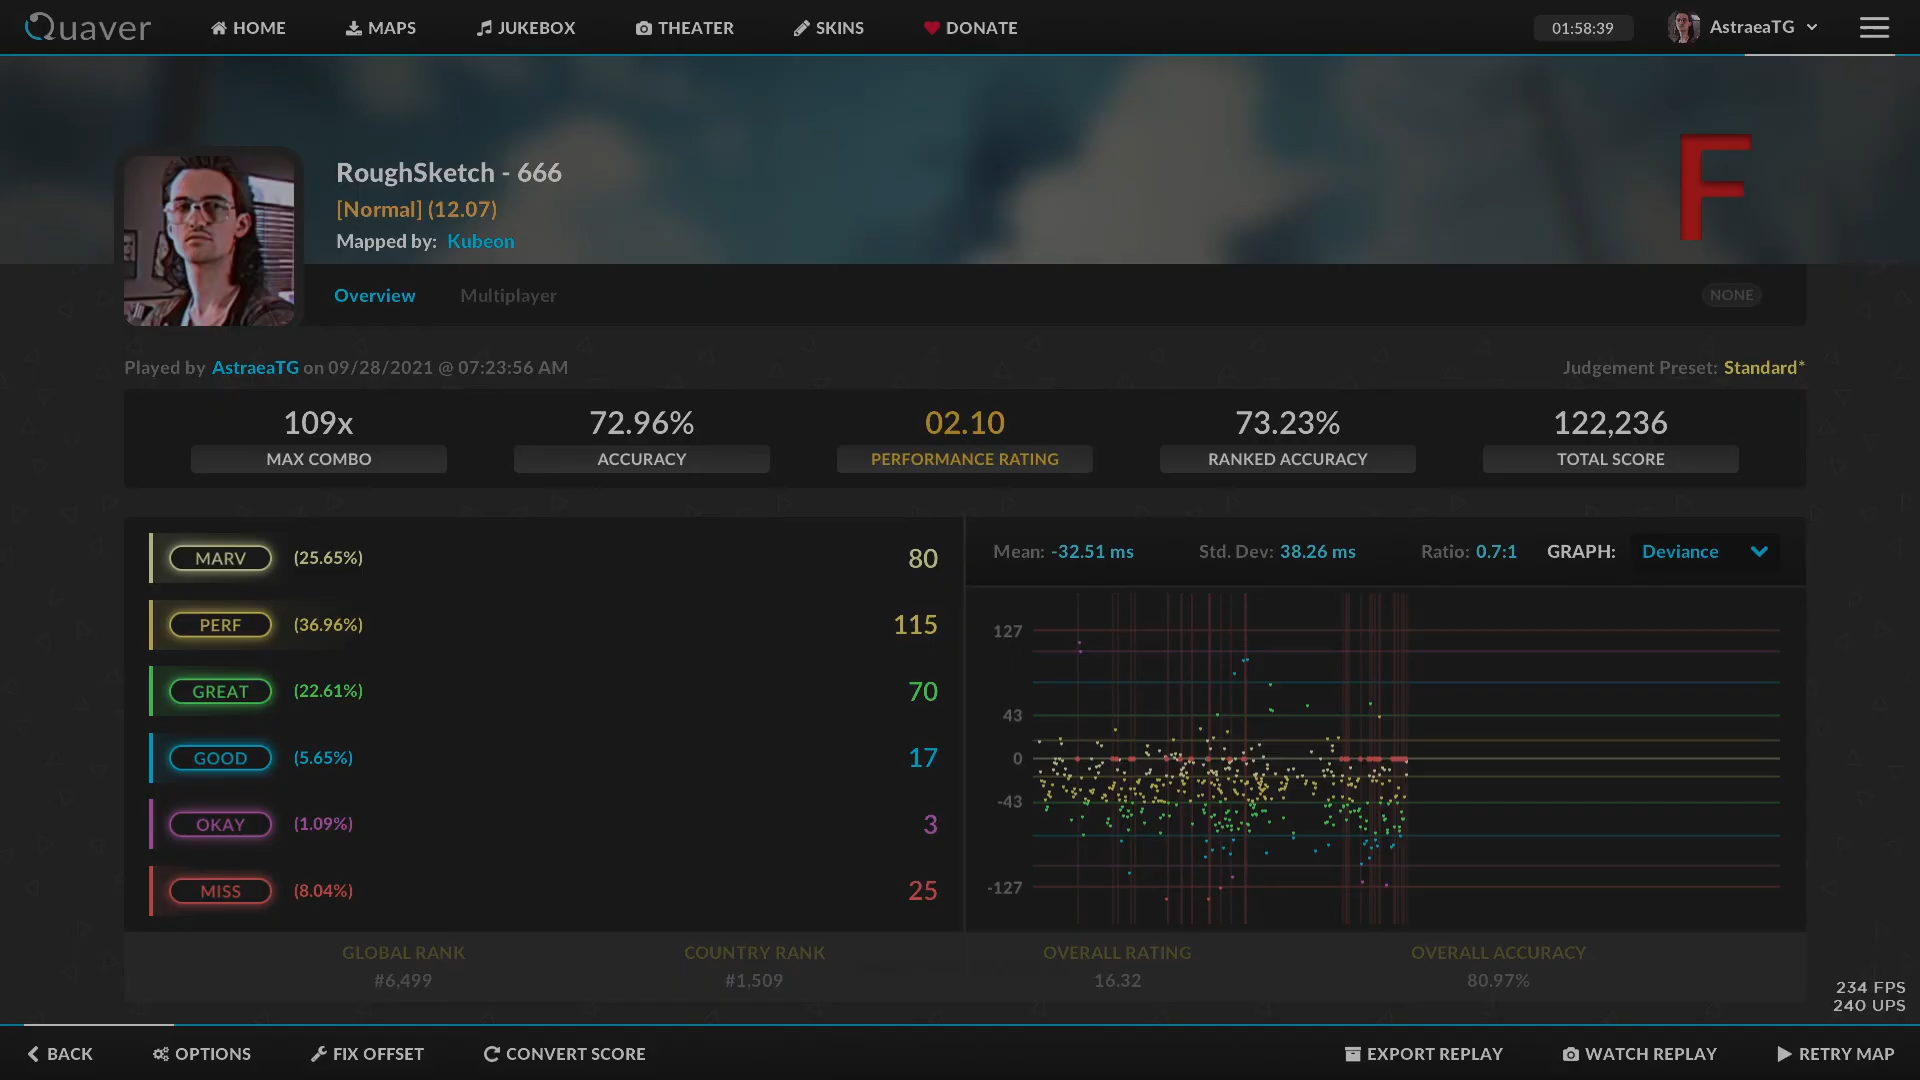 Quaver
HOME
MAPS
JUKEBOX
THEATER
SKINS
DONATE
01:58:39
AstraeaTG
RoughSketch - 666
[Normal] (12.07)
Mapped by: Kubeon
F
Overview
Multiplayer
NONE
Played by AstraeaTG on 09/28/2021 @ 07:23:56 AM
Judgement Preset: Standard*
109x
MAX COMBO
72.96%
ACCURACY
02.10
PERFORMANCE RATING
73.23%
RANKED ACCURACY
122,236
TOTAL SCORE
MARV (25.65%) 80
PERF (36.96%) 115
GREAT (22.61%) 70
GOOD (5.65%) 17
OKAY (1.09%) 3
MISS (8.04%) 25
Mean: -32.51 ms
Std. Dev: 38.26 ms
Ratio: 0.7:1
GRAPH: Deviance
127
43
0
-43
-127
GLOBAL RANK
#6,499
COUNTRY RANK
#1,509
OVERALL RATING
16.32
OVERALL ACCURACY
80.97%
234 FPS
240 UPS
BACK
OPTIONS
FIX OFFSET
CONVERT SCORE
EXPORT REPLAY
WATCH REPLAY
RETRY MAP